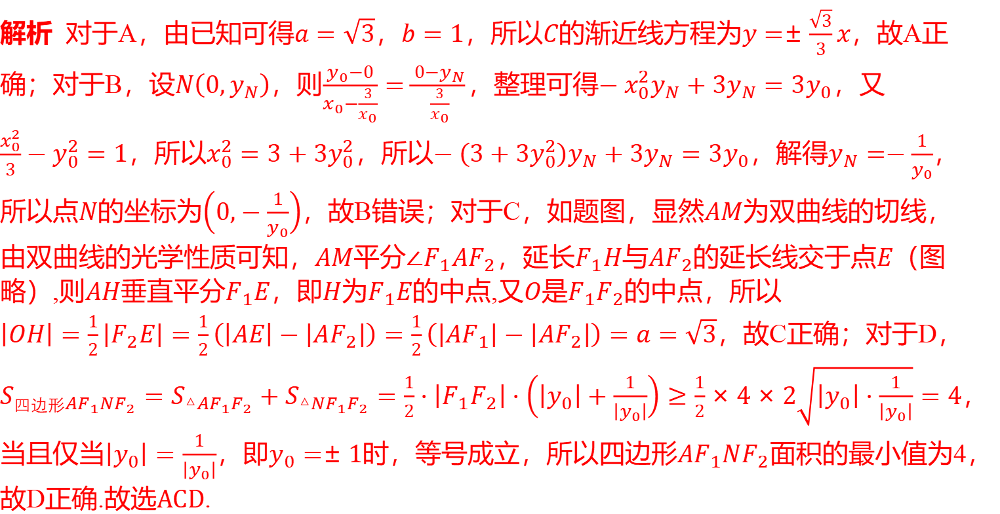 解析 对于A，由已知可得$a=\sqrt{3}$，$b=1$，所以$C$的渐近线方程为$y=\pm\frac{\sqrt{3}}{3}x$，故A正
确；对于B，设$N(0,y_N)$，则$\frac{y_0-0}{x_0-\frac{3}{x_0}}=\frac{0-y_N}{\frac{3}{x_0}}$，整理可得$-x_0^2y_N+3y_N=3y_0$，又
$\frac{x_0^2}{3}-y_0^2=1$，所以$x_0^2=3+3y_0^2$，所以$-(3+3y_0^2)y_N+3y_N=3y_0$，解得$y_N=-\frac{1}{y_0}$，
所以点$N$的坐标为$\left(0,-\frac{1}{y_0}\right)$，故B错误；对于C，如题图，显然$AM$为双曲线的切线，
由双曲线的光学性质可知，$AM$平分$\angle F_1AF_2$，延长$F_1H$与$AF_2$的延长线交于点$E$（图
略）,则$AH$垂直平分$F_1E$，即$H$为$F_1E$的中点,又$O$是$F_1F_2$的中点，所以
$|OH|=\frac{1}{2}|F_2E|=\frac{1}{2}(|AE|-|AF_2|)=\frac{1}{2}(|AF_1|-|AF_2|)=a=\sqrt{3}$，故C正确；对于D，
$S_{四边形AF_1NF_2}=S_{\triangle AF_1F_2}+S_{\triangle NF_1F_2}=\frac{1}{2}\cdot|F_1F_2|\cdot\left(|y_0|+\frac{1}{|y_0|}\right)\geq\frac{1}{2}\times4\times2\sqrt{|y_0|\cdot\frac{1}{|y_0|}}=4$，
当且仅当$|y_0|=\frac{1}{|y_0|}$，即$y_0=\pm1$时，等号成立，所以四边形$AF_1NF_2$面积的最小值为4，
故D正确.故选ACD.